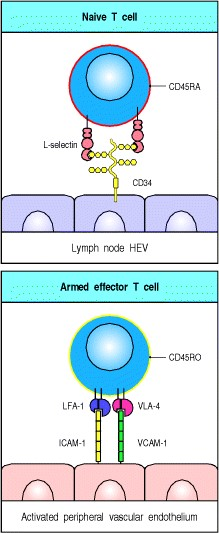 Naive T cell
CD45RA
L-selectin
CD34
Lymph node HEV
Armed effector T cell
CD45RO
LFA-1 VLA-4
ICAM-1 VCAM-1
Activated peripheral vascular endothelium